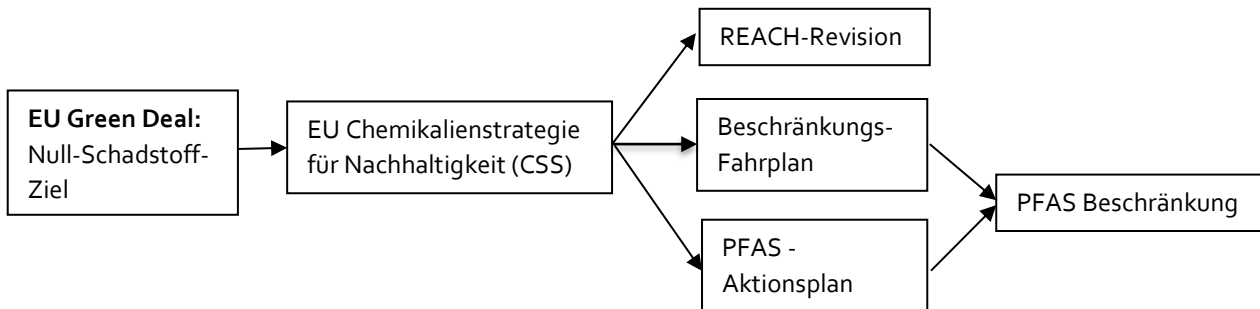 EU Green Deal:
Null-Schadstoff-
Ziel
EU Chemikalienstrategie
für Nachhaltigkeit (CSS)
REACH-Revision
Beschränkungs-
Fahrplan
PFAS -
Aktionsplan
PFAS Beschränkung